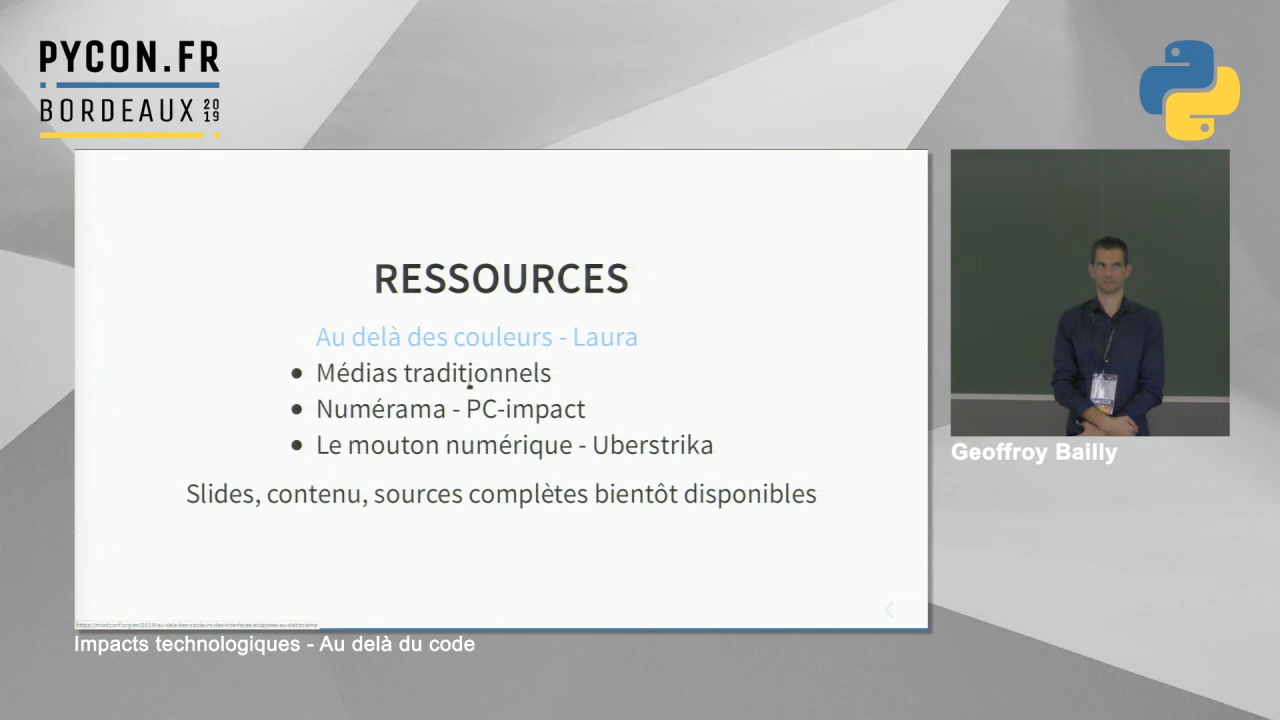 PYCON.FR
BORDEAUX 2019
RESSOURCES
Au delà des couleurs - Laura
• Médias traditionnels
• Numérama - PC-impact
• Le mouton numérique - Uberstrika
Slides, contenu, sources complètes bientôt disponibles
Geoffroy Bailly
Impacts technologiques - Au delà du code